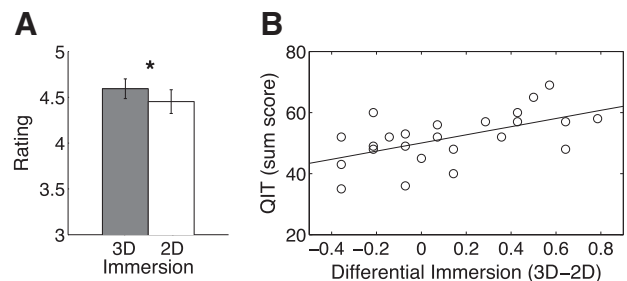 A
5
4.5
4
3.5
3
Rating
*
3D 2D
Immersion
B
80
60
40
20
QIT (sum score)
−0.4 −0.2 0 0.2 0.4 0.6 0.8
Differential Immersion (3D−2D)